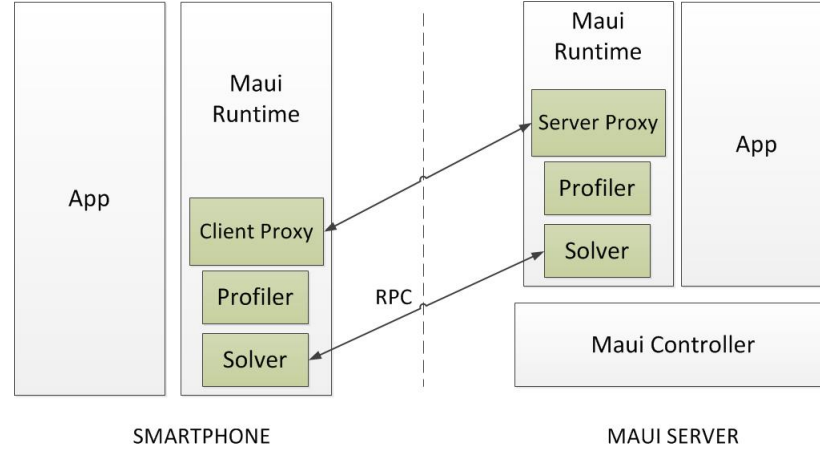 App
Maui
Runtime
Client Proxy
Profiler
Solver
RPC
Maui
Runtime
Server Proxy
Profiler
Solver
App
Maui Controller
SMARTPHONE
MAUI SERVER